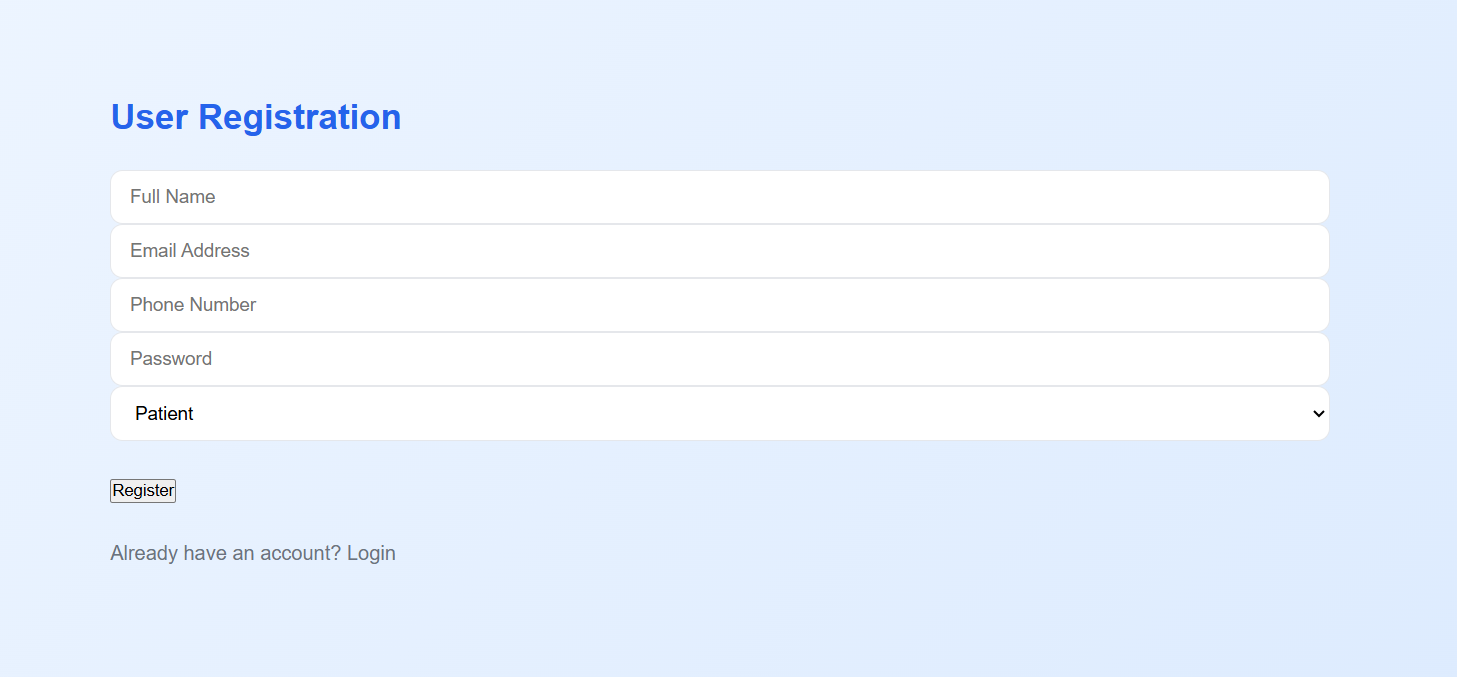 User Registration
Full Name
Email Address
Phone Number
Password
Patient
Register
Already have an account? Login